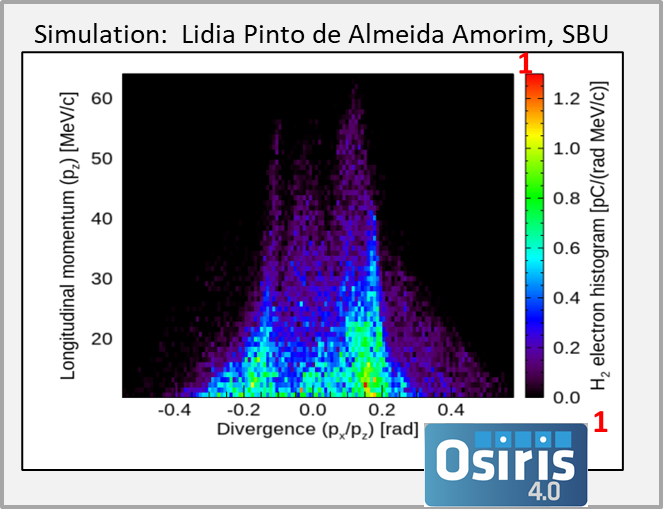 Simulation: Lidia Pinto de Almeida Amorim, SBU
1
60
50
40
30
20
Longitudinal momentum (pz) [MeV/c]
-0.4 -0.2 0.0 0.2 0.4
Divergence (px/pz) [rad]
1.2
1.0
0.8
0.6
0.4
0.2
0.0
H2 electron histogram [pC/(rad MeV/c)]
1
Osiris
4.0